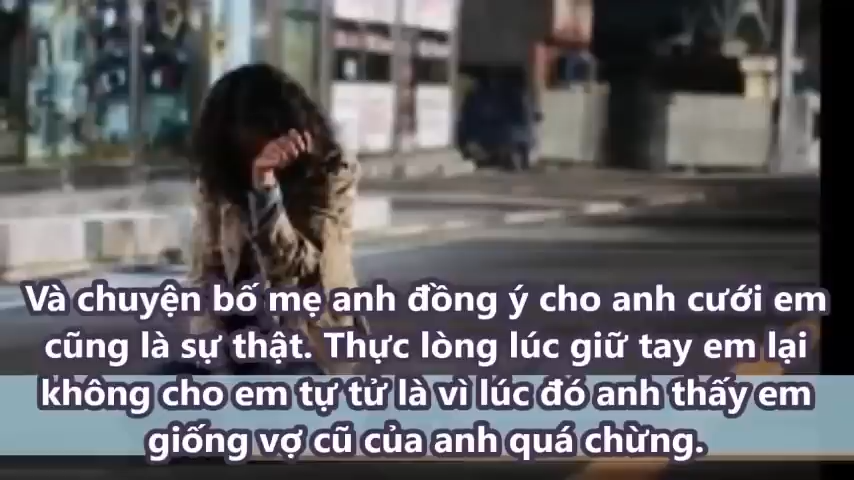 Và chuyện bố mẹ anh đồng ý cho anh cưới em
cũng là sự thật. Thực lòng lúc giữ tay em lại
không cho em tự tử là vì lúc đó anh thấy em
giống vợ cũ của anh quá chừng.